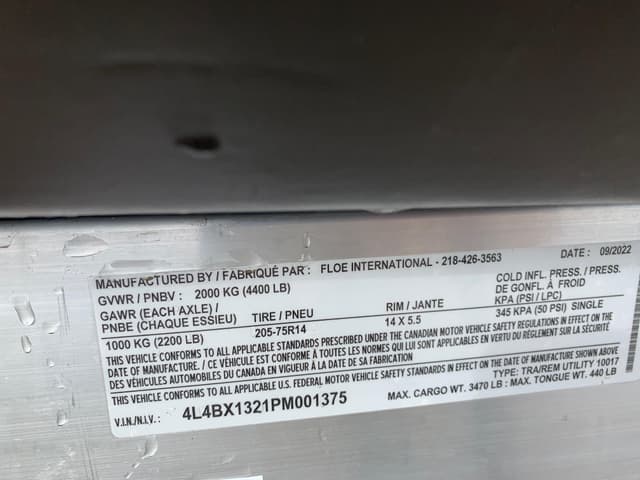 MANUFACTURED BY / FABRIQUÉ PAR : FLOE INTERNATIONAL - 218-426-3563 DATE : 09/2022
GVWR / PNBV : 2000 KG (4400 LB)
GAWR (EACH AXLE) / PNBE (CHAQUE ESSIEU) TIRE / PNEU RIM / JANTE COLD INFL. PRESS. / PRESS. DE GONFL. À FROID KPA (PSI / LPC)
1000 KG (2200 LB) 205-75R14 14 X 5.5 345 KPA (50 PSI) SINGLE
THIS VEHICLE CONFORMS TO ALL APPLICABLE STANDARDS PRESCRIBED UNDER THE CANADIAN MOTOR VEHICLE SAFETY REGULATIONS IN EFFECT ON THE
DATE OF MANUFACTURE / CE VÉHICULE EST CONFORME À TOUTES LES NORMES QUI LUI SONT APPLICABLES EN VERTU DU RÈGLEMENT SUR LA SÉCURITÉ
DES VÉHICULES AUTOMOBILES DU CANADA EN VIGUEUR À LA DATE DE SA FABRICATION
THIS VEHICLE CONFORMS TO ALL APPLICABLE U.S. FEDERAL MOTOR VEHICLE SAFETY STANDARDS IN EFFECT ON THE DATE OF MANUFACTURE SHOWN ABOVE
TYPE: TRA/REM UTILITY 10017
V.I.N./N.I.V.: 4L4BX1321PM001375 MAX. CARGO WT. 3470 LB : MAX. TONGUE WT. 440 LB